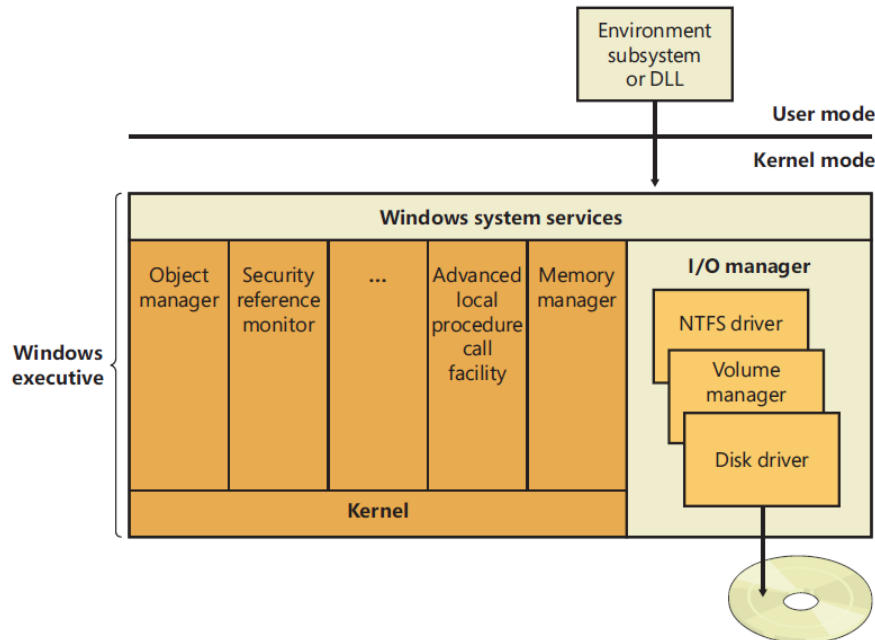 Environment
subsystem
or DLL
User mode
Kernel mode
Windows system services
Object
manager
Security
reference
monitor
...
Advanced
local
procedure
call
facility
Memory
manager
I/O manager
NTFS driver
Volume
manager
Disk driver
Windows
executive
Kernel